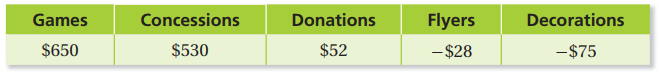 Games Concessions Donations Flyers Decorations
$650 $530 $52 −$28 −$75